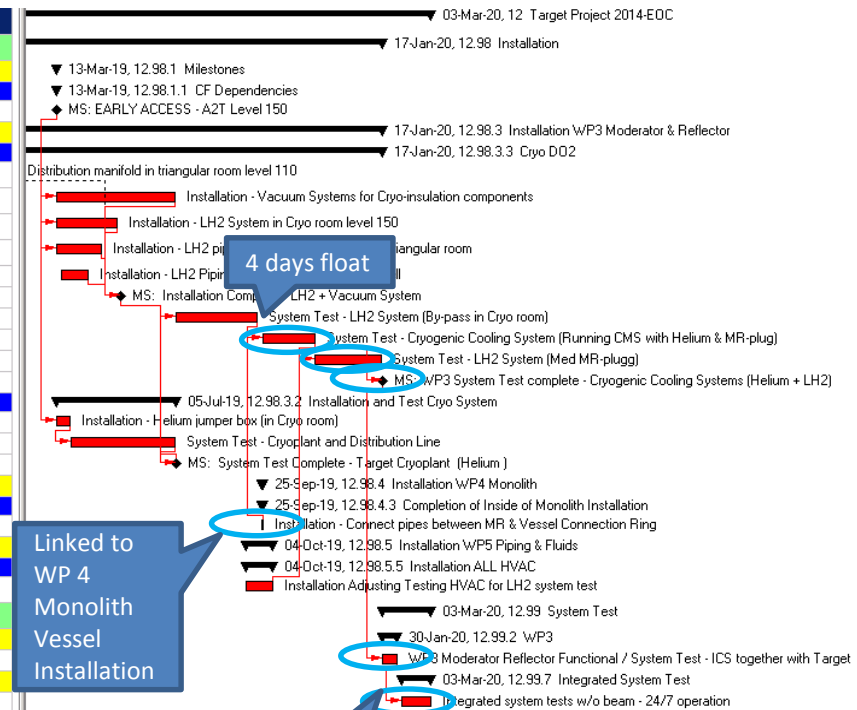 03-Mar-20, 12 Target Project 2014-EOC
17-Jan-20, 12.98 Installation
13-Mar-19, 12.98.1 Milestones
13-Mar-19, 12.98.1.1 CF Dependencies
MS: EARLY ACCESS - A2T Level 150
17-Jan-20, 12.98.3 Installation WP3 Moderator & Reflector
17-Jan-20, 12.98.3.3 Cryo DO2
Distribution manifold in triangular room level 110
Installation - Vacuum Systems for Cryo-insulation components
Installation - LH2 System in Cryo room level 150
Installation - LH2 triangular room
4 days float
Installation - LH2
MS: Installation LH2 + Vacuum System
System Test - LH2 System (By-pass in Cryo room)
System Test - Cryogenic Cooling System (Running CMS with Helium & MR-plug)
System Test - LH2 System (Med MR-plugg)
MS: WP3 System Test complete - Cryogenic Cooling Systems (Helium + LH2)
05-Jul-19, 12.98.3.2 Installation and Test Cryo System
Installation - Helium jumper box (in Cryo room)
System Test - Cryoplant and Distribution Line
MS: System Test Complete - Target Cryoplant (Helium )
25-Sep-19, 12.98.4 Installation WP4 Monolith
25-Sep-19, 12.98.4.3 Completion of Inside of Monolith Installation
Installation - Connect pipes between MR & Vessel Connection Ring
Linked to
WP 4
Monolith
Vessel
Installation
04-Oct-19, 12.98.5 Installation WP5 Piping & Fluids
04-Oct-19, 12.98.5.5 Installation ALL HVAC
Installation Adjusting Testing HVAC for LH2 system test
03-Mar-20, 12.99 System Test
30-Jan-20, 12.99.2 WP3
WP3 Moderator Reflector Functional / System Test - ICS together with Target
03-Mar-20, 12.99.7 Integrated System Test
Integrated system tests w/o beam - 24/7 operation